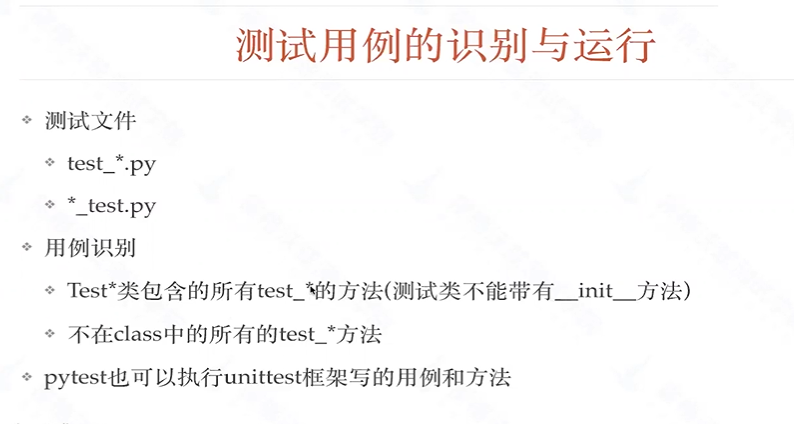 测试用例的识别与运行
测试文件
test_*.py
*_test.py
用例识别
Test*类包含的所有test_*的方法(测试类不能带有__init__方法)
不在class中的所有的test_*方法
pytest也可以执行unittest框架写的用例和方法